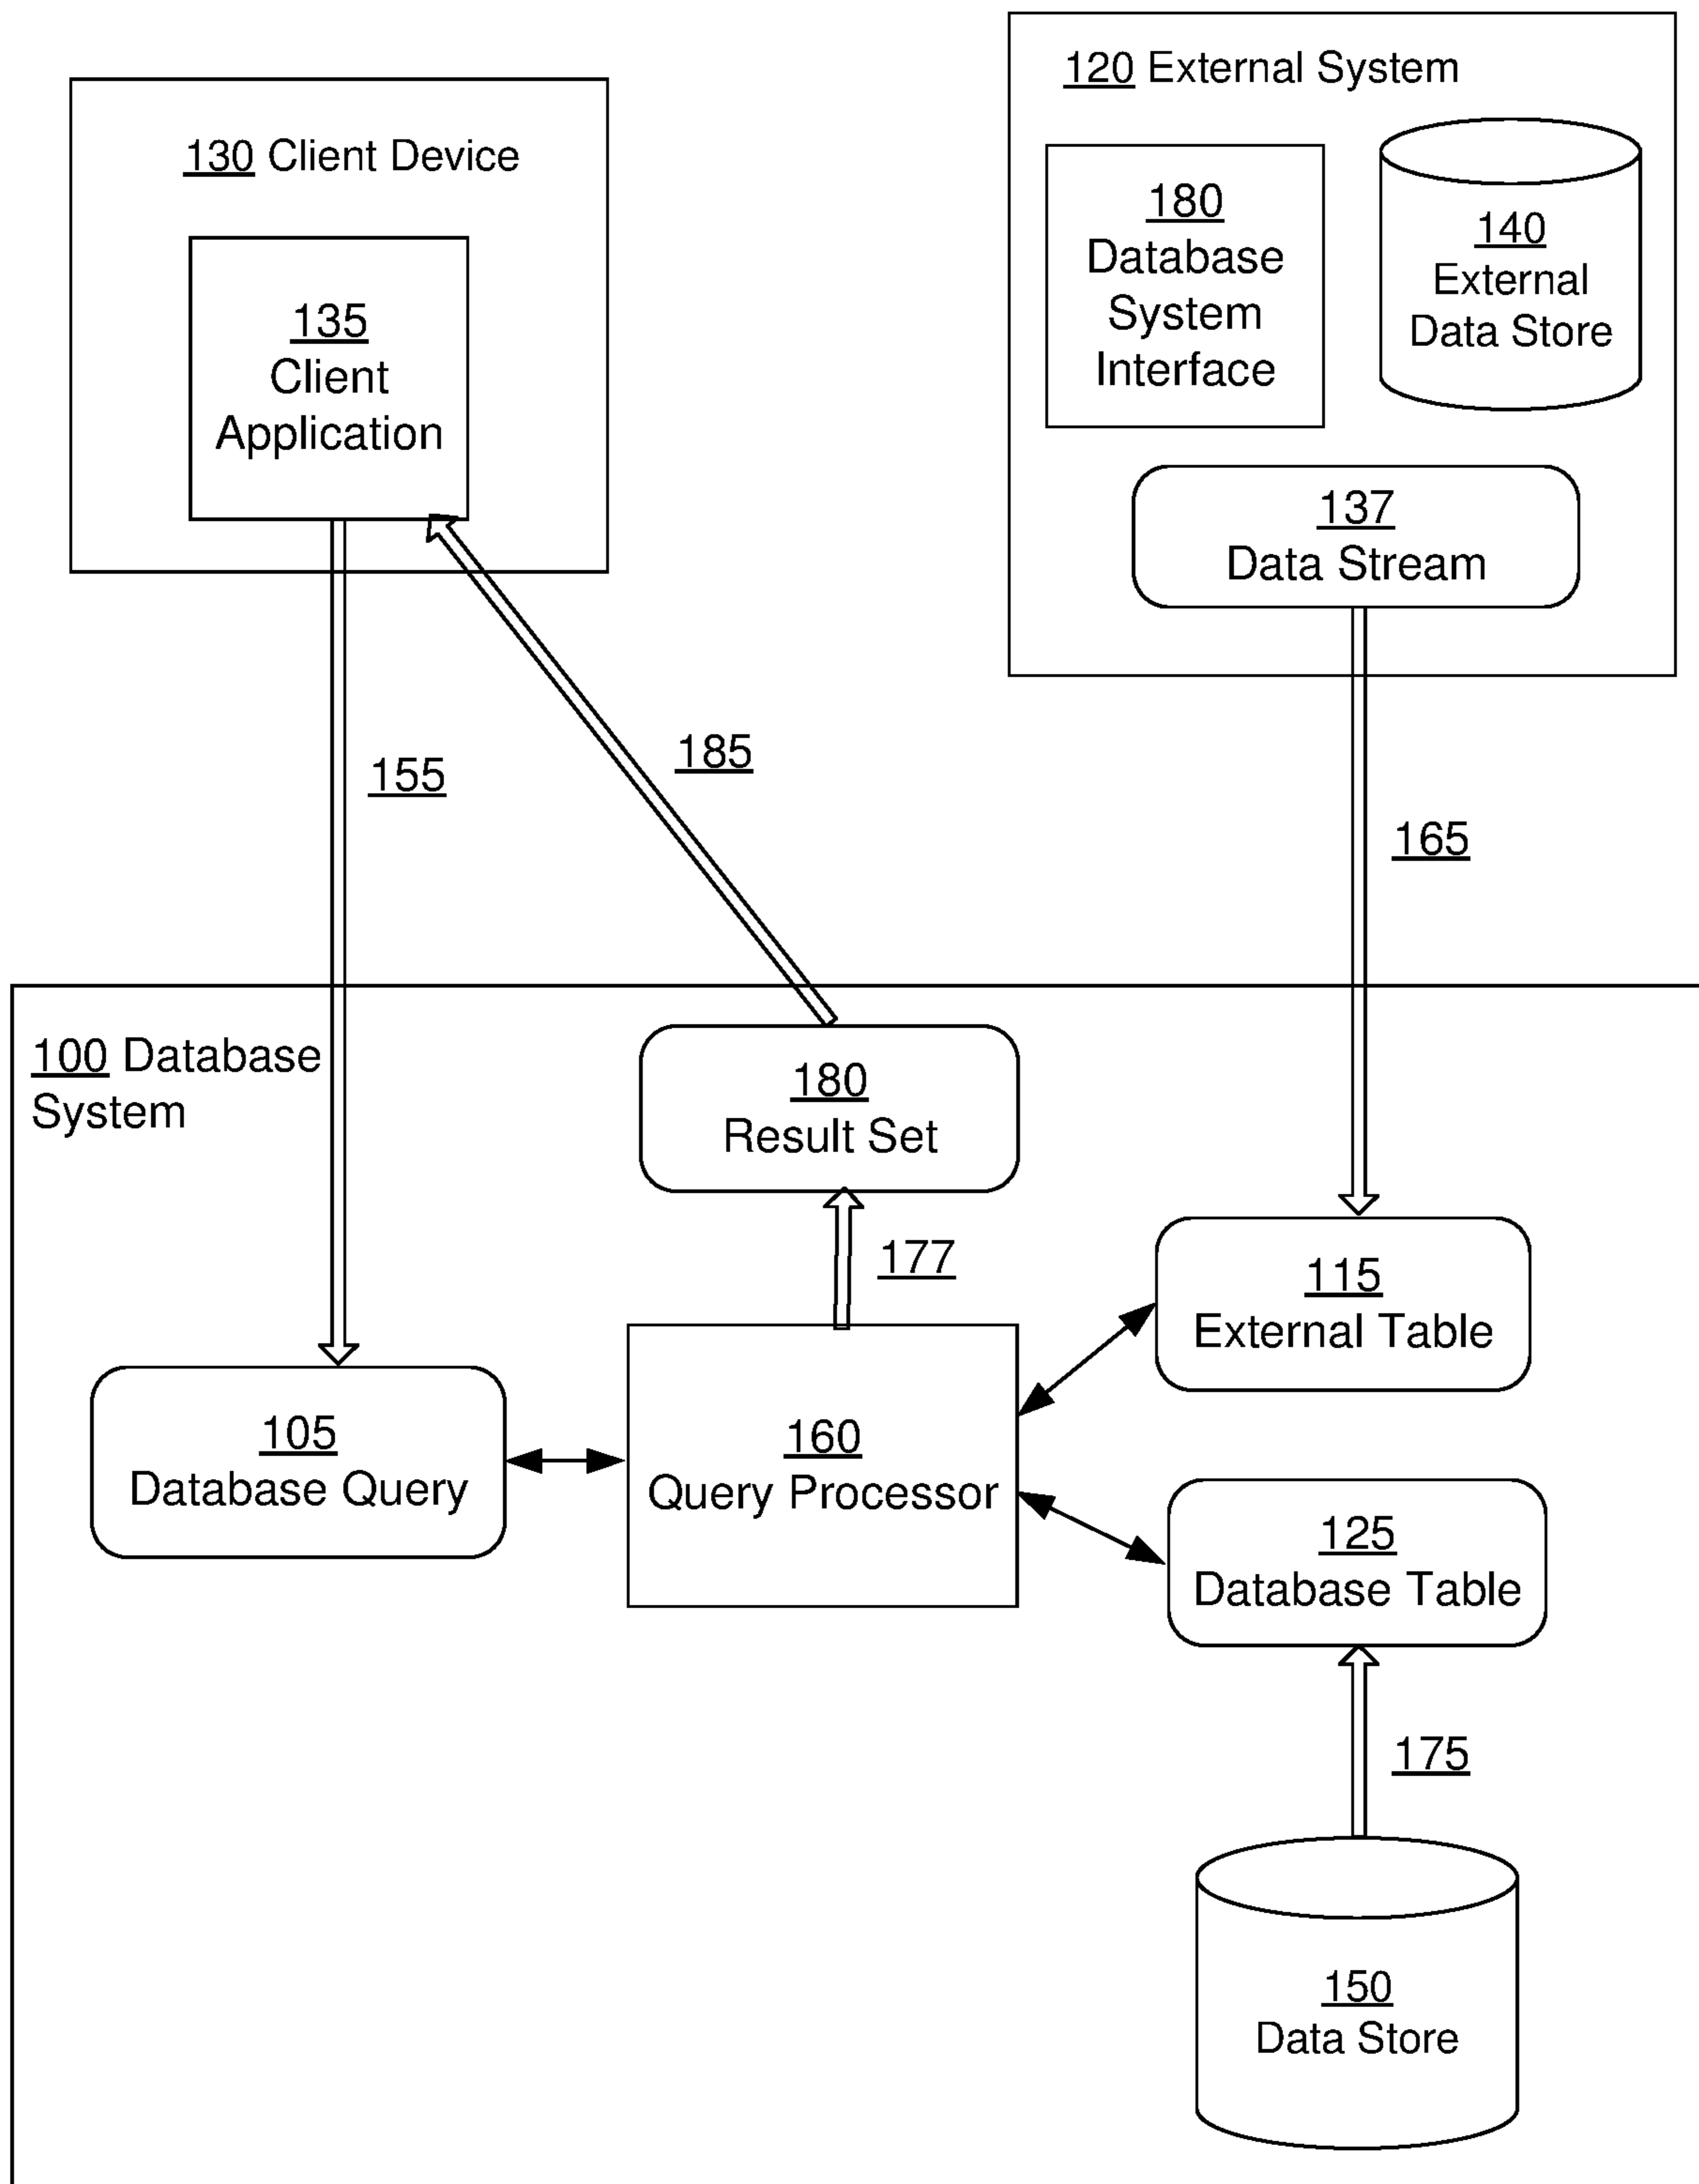 120 External System
130 Client Device
180
Database
System
Interface
140
External
Data Store
135
Client
Application
137
Data Stream
155
185
165
100 Database
System
180
Result Set
177
115
External Table
105
Database Query
160
Query Processor
125
Database Table
175
150
Data Store